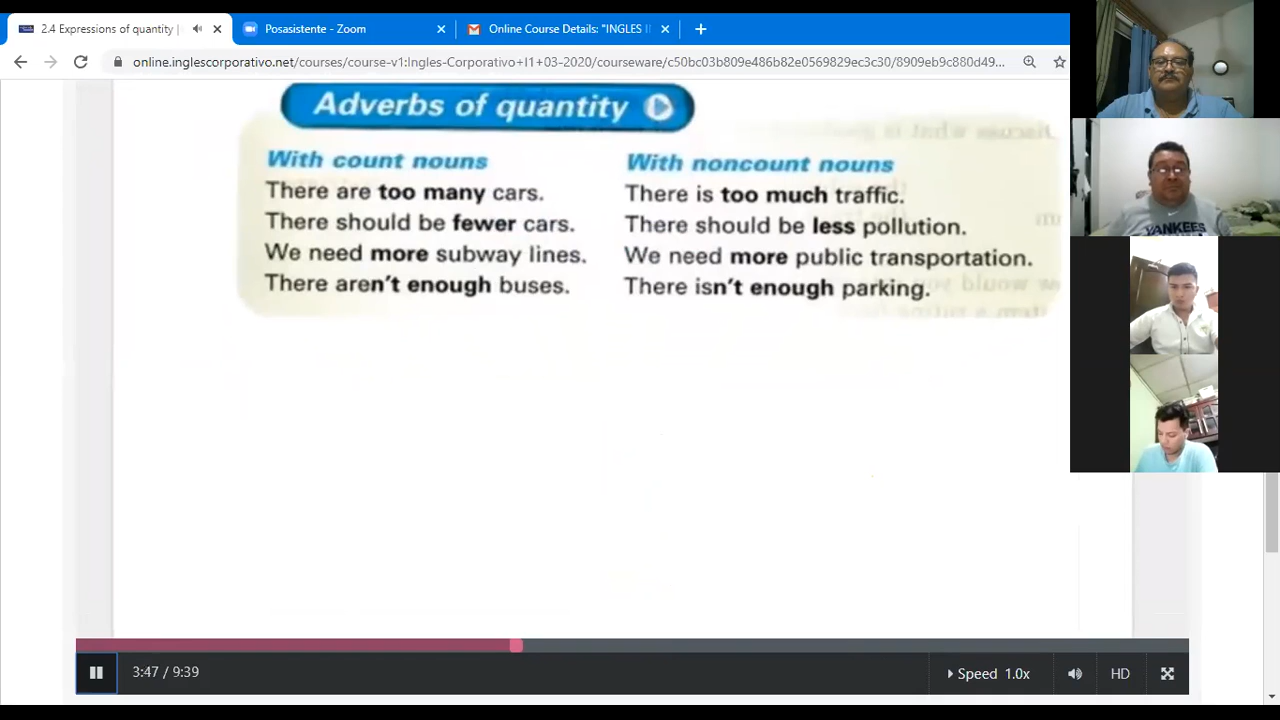 2.4 Expressions of quantity |
Posasistente - Zoom
Online Course Details: "INGLES I
online.inglescorporativo.net/courses/course-v1:Ingles-Corporativo+I1+03-2020/courseware/c50bc03b809e486b82e0599829ec3c30/8909eb9c880d49...
Adverbs of quantity
With count nouns
There are too many cars.
There should be fewer cars.
We need more subway lines.
There aren't enough buses.
With noncount nouns
There is too much traffic.
There should be less pollution.
We need more public transportation.
There isn't enough parking.
YANKEES
3:47 / 9:39
Speed 1.0x
HD